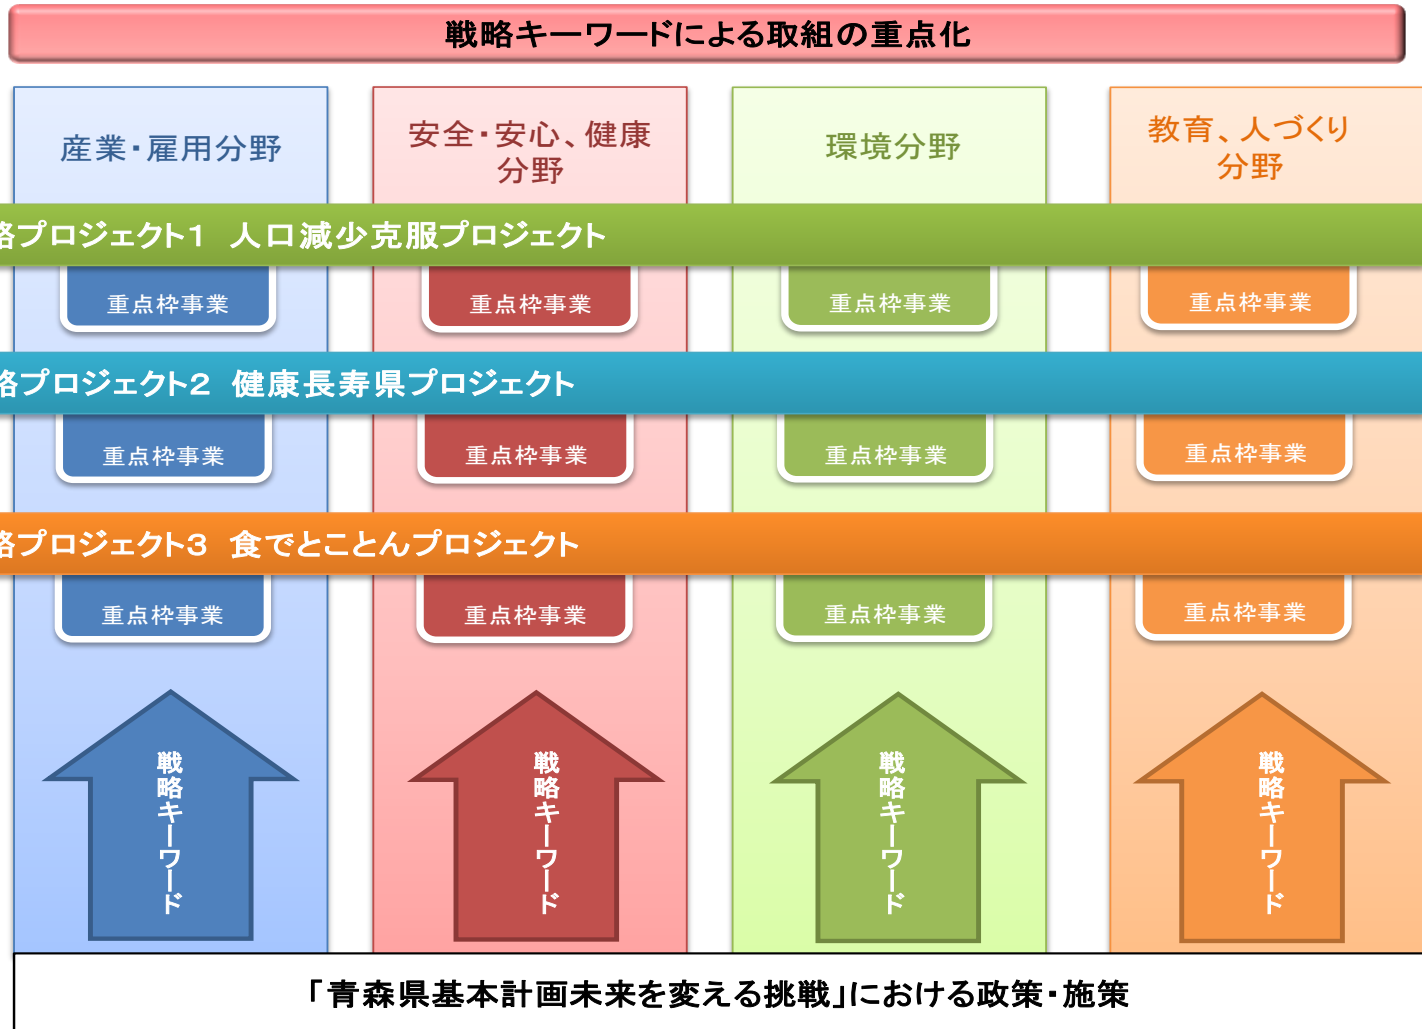 戦略キーワードによる取組の重点化
産業・雇用分野
安全・安心、健康
分野
環境分野
教育、人づくり
分野
略プロジェクト1 人口減少克服プロジェクト
重点枠事業
重点枠事業
重点枠事業
重点枠事業
略プロジェクト2 健康長寿県プロジェクト
重点枠事業
重点枠事業
重点枠事業
重点枠事業
略プロジェクト3 食でとことんプロジェクト
重点枠事業
重点枠事業
重点枠事業
重点枠事業
戦略キーワード
戦略キーワード
戦略キーワード
戦略キーワード
「青森県基本計画未来を変える挑戦」における政策・施策